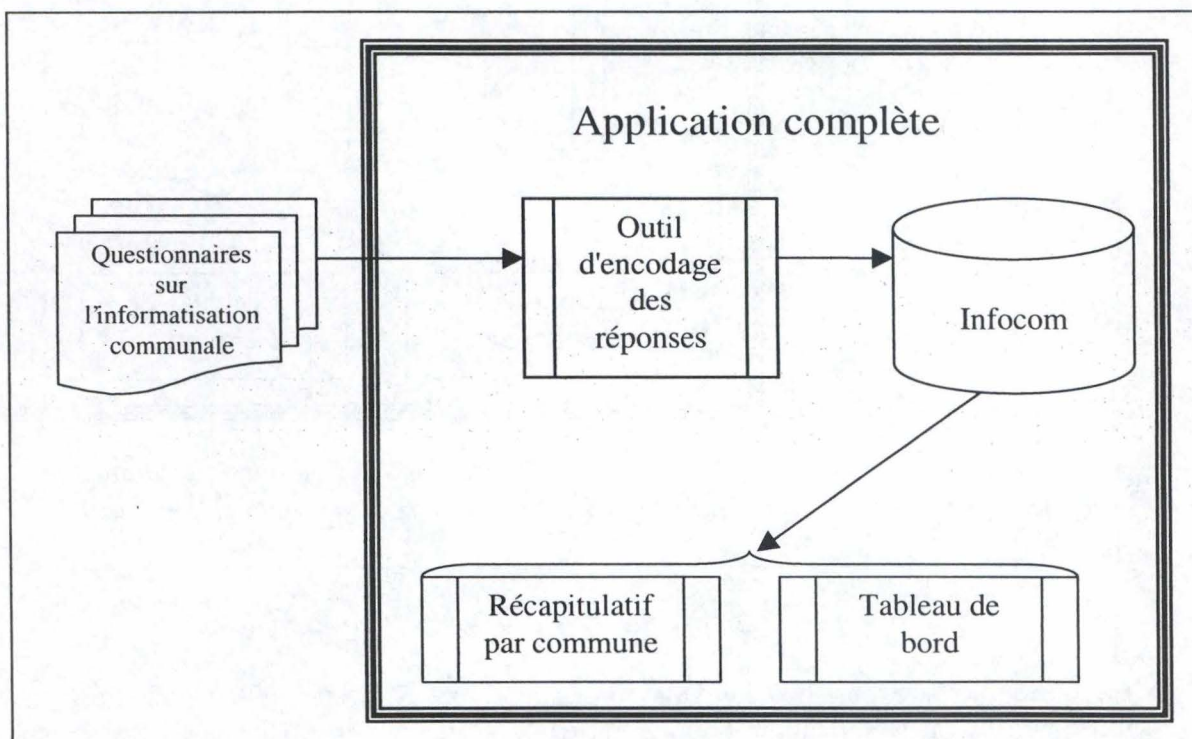 Application complète
Questionnaires
sur
l'informatisation
communale
Outil
d'encodage
des
réponses
Infocom
Récapitulatif
par commune
Tableau de
bord